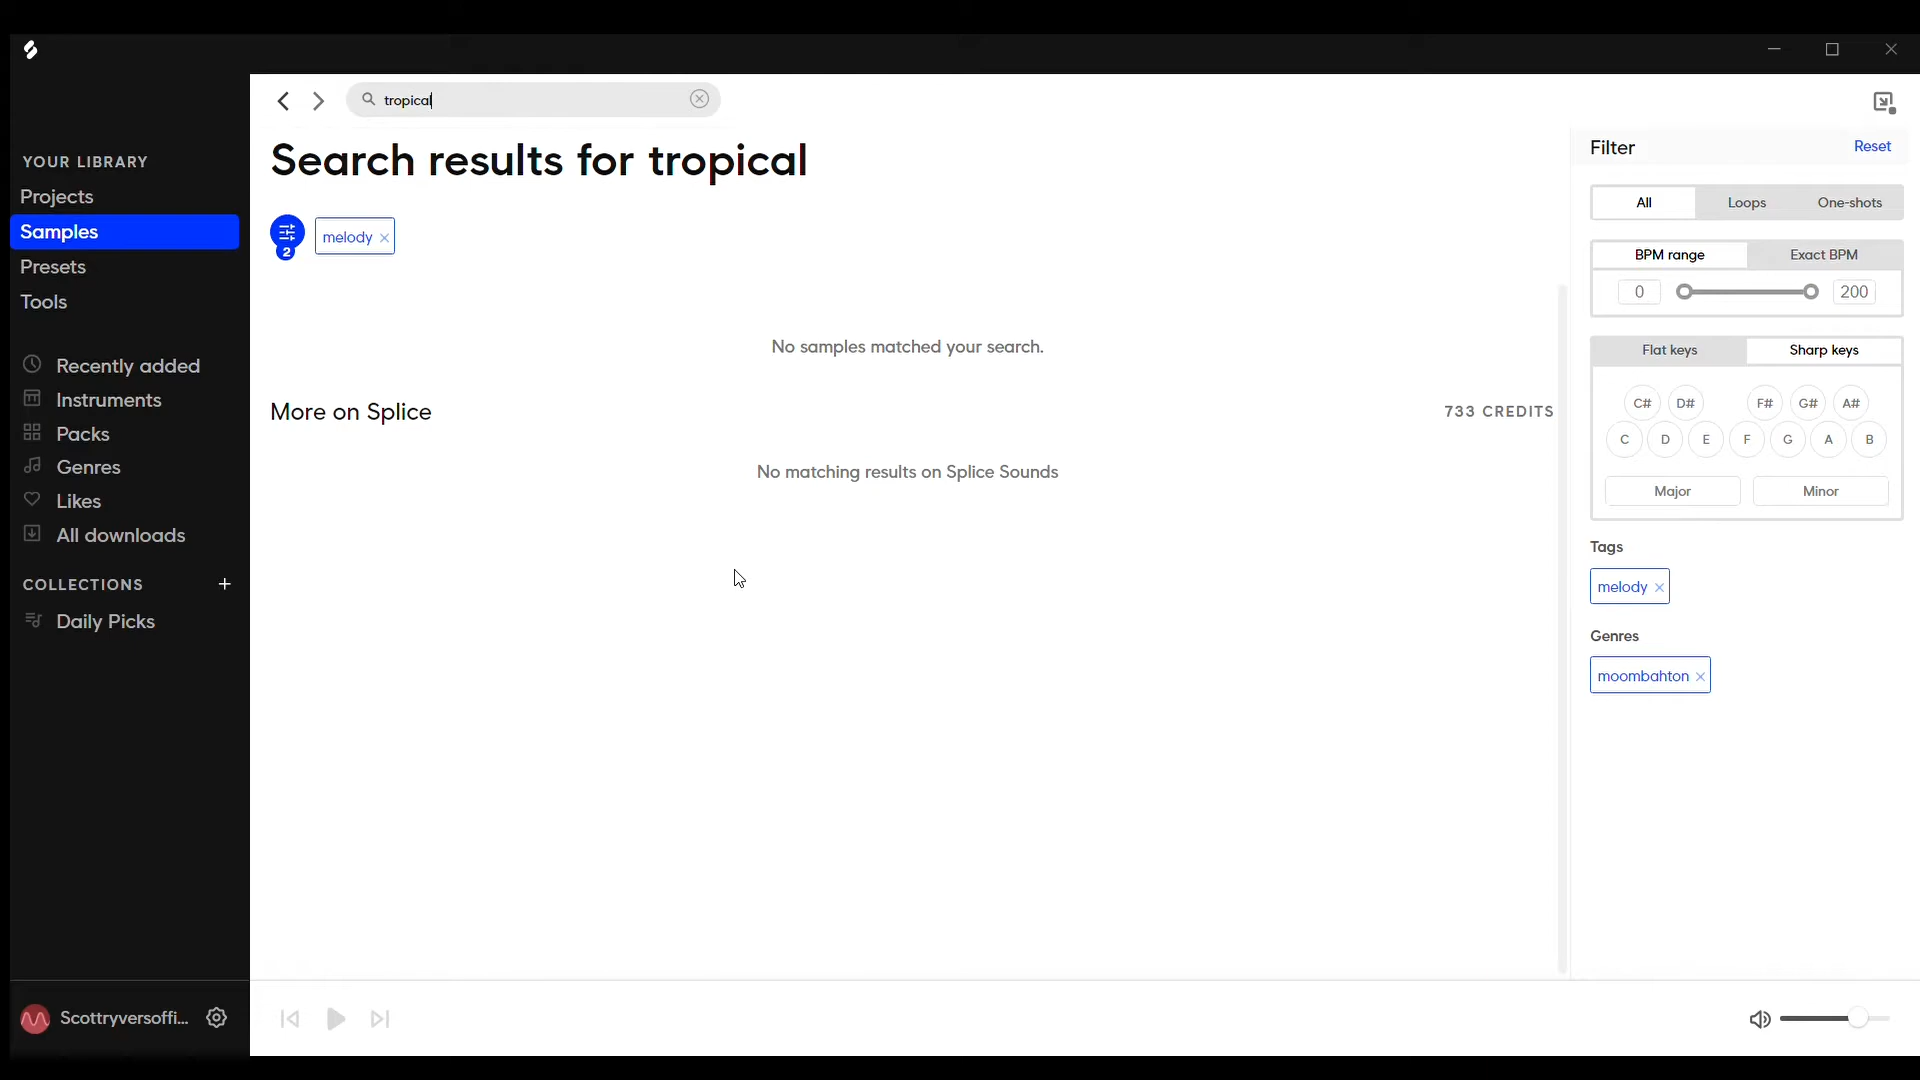 tropical
YOUR LIBRARY
Projects
Samples
Presets
Tools
Recently added
Instruments
Packs
Genres
Likes
All downloads
COLLECTIONS +
Daily Picks
Scottryversoffi...
Search results for tropical
2
melody ×
No samples matched your search.
More on Splice
733 CREDITS
No matching results on Splice Sounds
Filter
Reset
All Loops One-shots
BPM range Exact BPM
0 200
Flat keys Sharp keys
C# D# F# G# A#
C D E F G A B
Major Minor
Tags
melody ×
Genres
moombahton ×